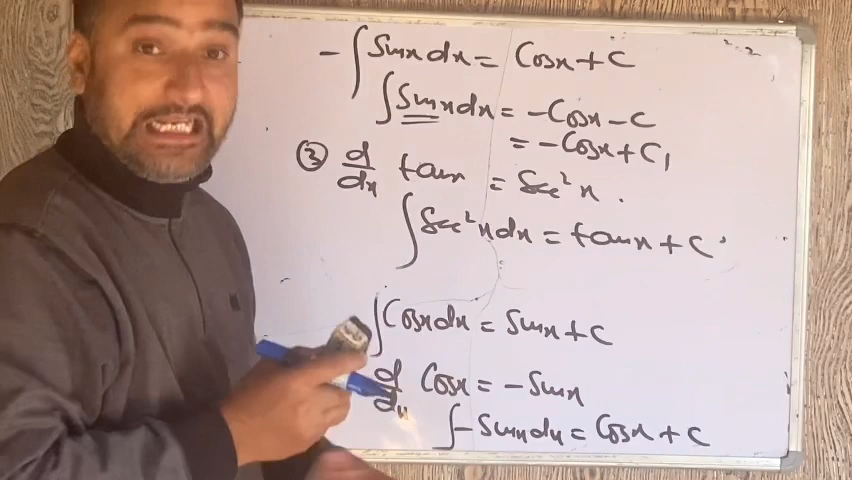 -∫Sinx dx = Cosx + C
∫Sinx dx = -Cosx - C
= -Cosx + C₁
③ d/dx tanx = Sec²x.
∫Sec²x dx = tanx + C.
∫Cosx dx = Sinx + C
d/dx Cosx = -Sinx
∫-Sinx dx = Cosx + C